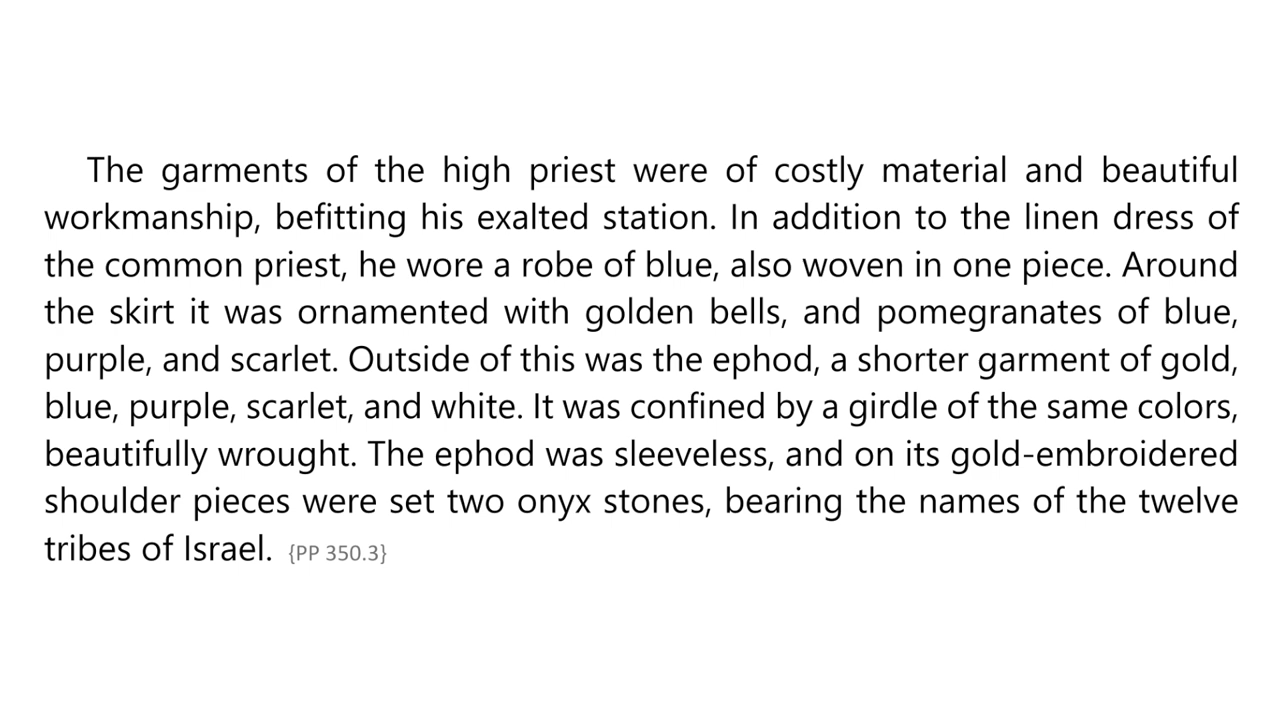 The garments of the high priest were of costly material and beautiful
workmanship, befitting his exalted station. In addition to the linen dress of
the common priest, he wore a robe of blue, also woven in one piece. Around
the skirt it was ornamented with golden bells, and pomegranates of blue,
purple, and scarlet. Outside of this was the ephod, a shorter garment of gold,
blue, purple, scarlet, and white. It was confined by a girdle of the same colors,
beautifully wrought. The ephod was sleeveless, and on its gold-embroidered
shoulder pieces were set two onyx stones, bearing the names of the twelve
tribes of Israel. {PP 350.3}